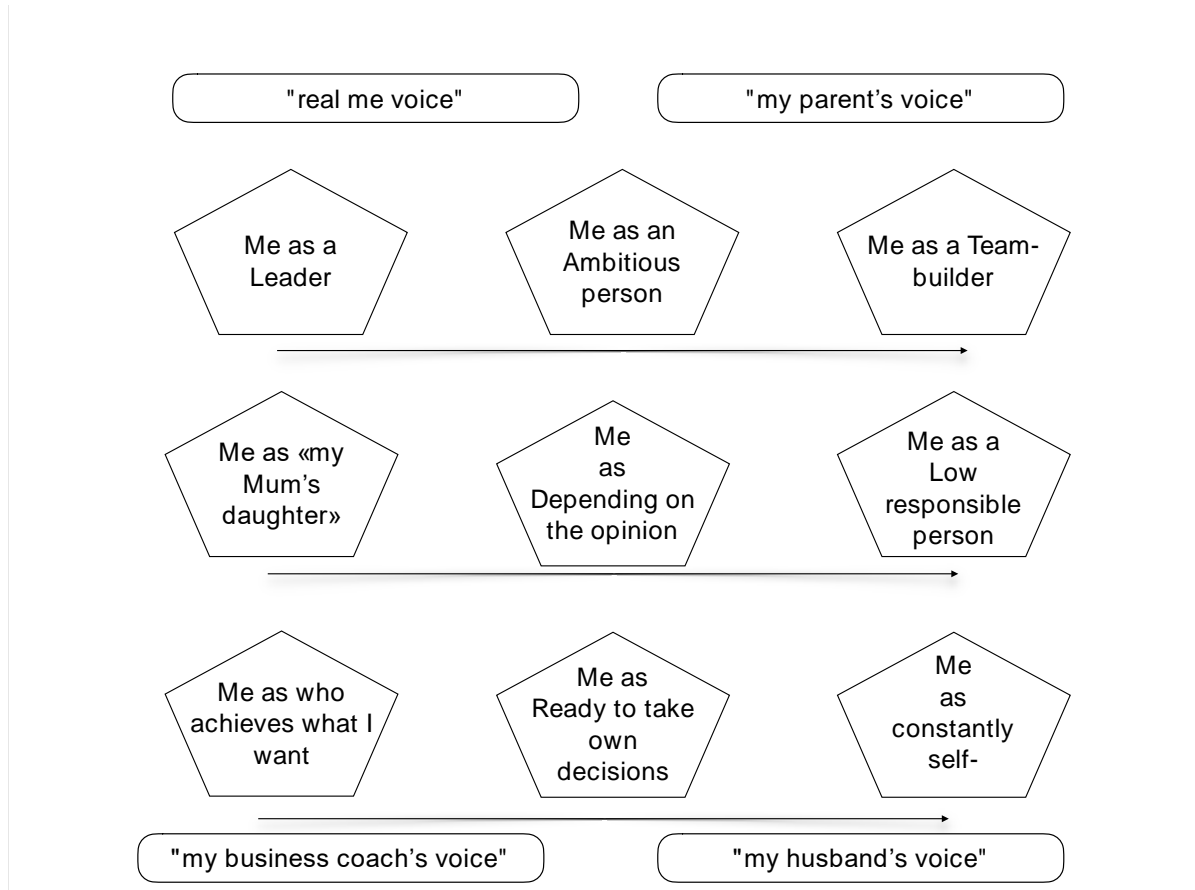 "real me voice"
"my parent’s voice"
Me as a
Leader
Me as an
Ambitious
person
Me as a Team-
builder
Me as «my
Mum’s
daughter»
Me
as
Depending on
the opinion
Me as a
Low
responsible
person
Me as who
achieves what I
want
Me as
Ready to take
own
decisions
Me
as
constantly
self-
"my business coach’s voice"
"my husband’s voice"